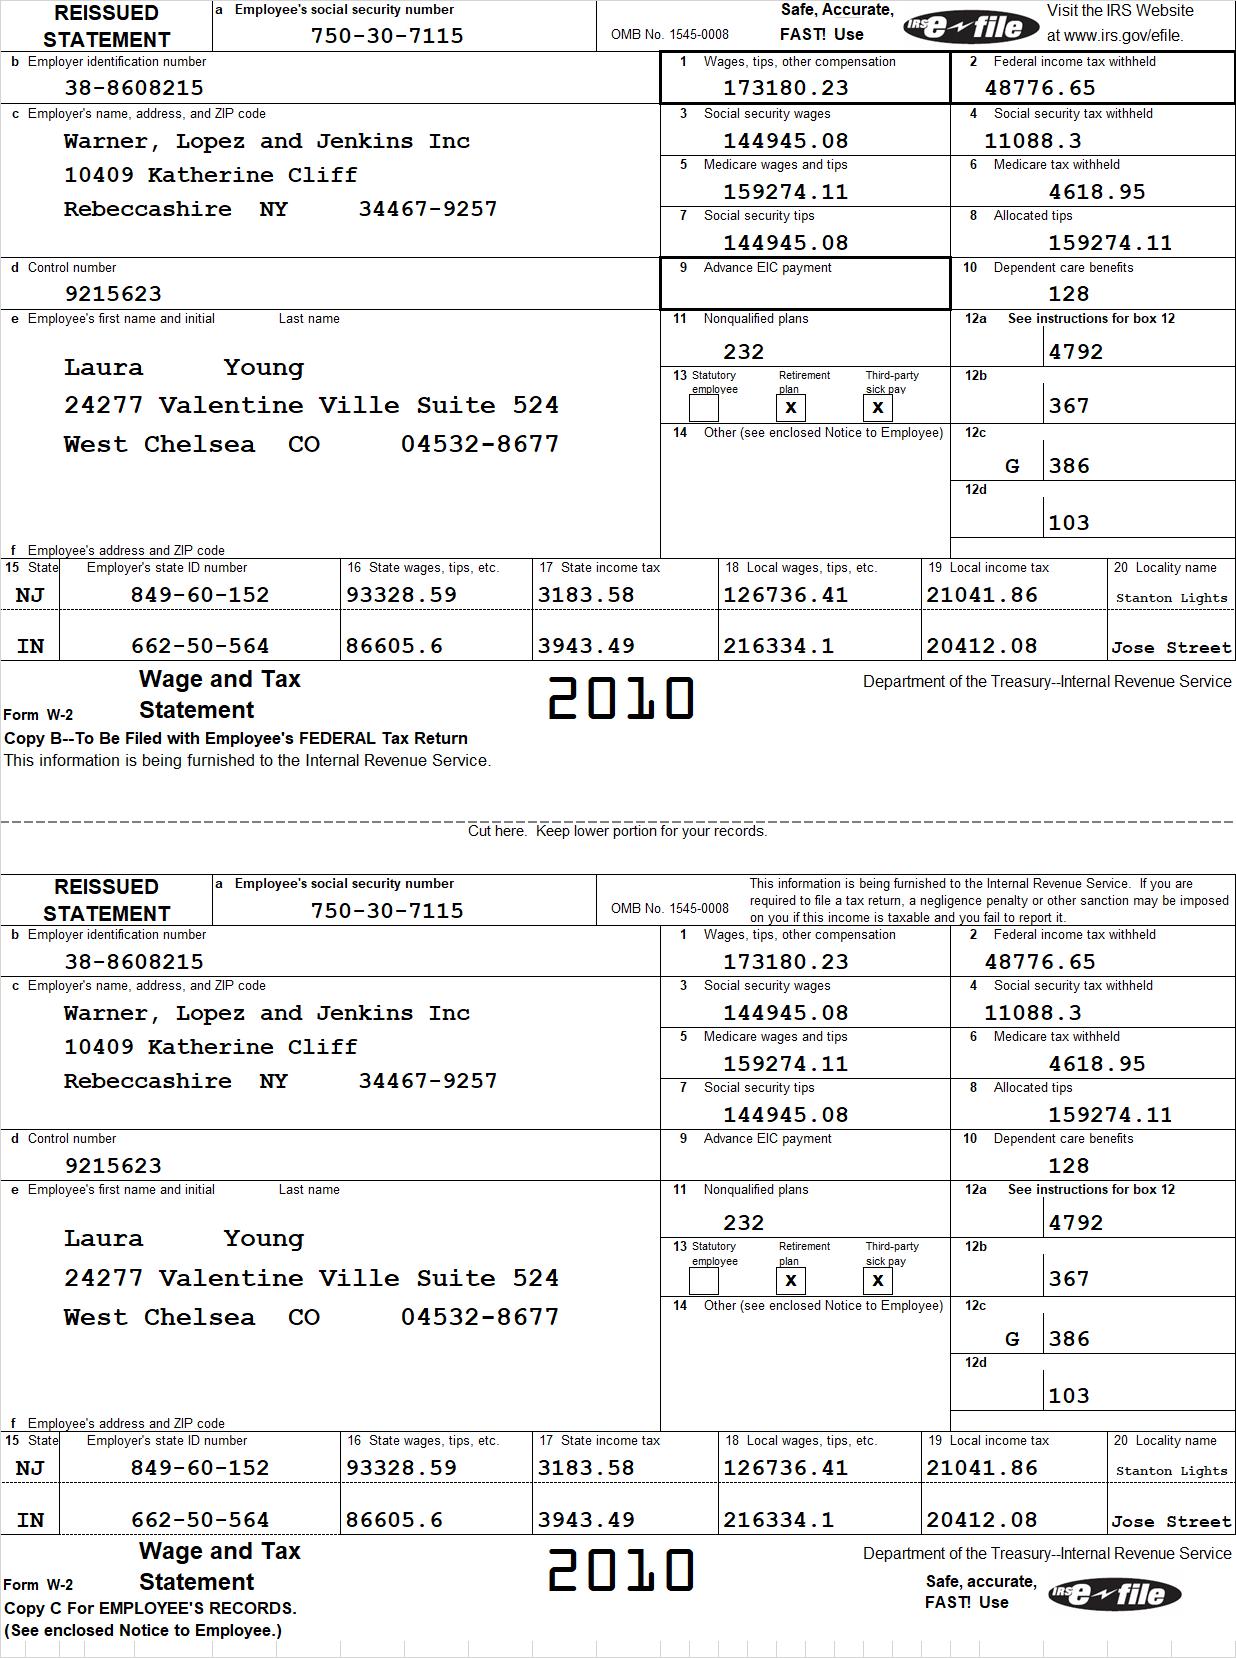 REISSUED STATEMENT
a Employee's social security number
750-30-7115
OMB No. 1545-0008
Safe, Accurate, FAST! Use
IRS e-file
Visit the IRS Website at www.irs.gov/efile.
b Employer identification number
38-8608215
1 Wages, tips, other compensation
173180.23
2 Federal income tax withheld
48776.65
c Employer's name, address, and ZIP code
Warner, Lopez and Jenkins Inc
10409 Katherine Cliff
Rebeccashire NY 34467-9257
3 Social security wages
144945.08
4 Social security tax withheld
11088.3
5 Medicare wages and tips
159274.11
6 Medicare tax withheld
4618.95
7 Social security tips
144945.08
8 Allocated tips
159274.11
d Control number
9215623
9 Advance EIC payment
10 Dependent care benefits
128
e Employee's first name and initial Last name
Laura Young
24277 Valentine Ville Suite 524
West Chelsea CO 04532-8677
11 Nonqualified plans
232
12a See instructions for box 12
4792
13 Statutory employee Retirement plan Third-party sick pay
X X
12b
367
14 Other (see enclosed Notice to Employee)
12c
G 386
12d
103
f Employee's address and ZIP code
15 State Employer's state ID number 16 State wages, tips, etc. 17 State income tax 18 Local wages, tips, etc. 19 Local income tax 20 Locality name
NJ 849-60-152 93328.59 3183.58 126736.41 21041.86 Stanton Lights
IN 662-50-564 86605.6 3943.49 216334.1 20412.08 Jose Street
Form W-2 Wage and Tax Statement
2010
Department of the Treasury--Internal Revenue Service
Copy B--To Be Filed with Employee's FEDERAL Tax Return
This information is being furnished to the Internal Revenue Service.
Cut here. Keep lower portion for your records.
REISSUED STATEMENT
a Employee's social security number
750-30-7115
OMB No. 1545-0008
This information is being furnished to the Internal Revenue Service. If you are
required to file a tax return, a negligence penalty or other sanction may be imposed
on you if this income is taxable and you fail to report it.
b Employer identification number
38-8608215
1 Wages, tips, other compensation
173180.23
2 Federal income tax withheld
48776.65
c Employer's name, address, and ZIP code
Warner, Lopez and Jenkins Inc
10409 Katherine Cliff
Rebeccashire NY 34467-9257
3 Social security wages
144945.08
4 Social security tax withheld
11088.3
5 Medicare wages and tips
159274.11
6 Medicare tax withheld
4618.95
7 Social security tips
144945.08
8 Allocated tips
159274.11
d Control number
9215623
9 Advance EIC payment
10 Dependent care benefits
128
e Employee's first name and initial Last name
Laura Young
24277 Valentine Ville Suite 524
West Chelsea CO 04532-8677
11 Nonqualified plans
232
12a See instructions for box 12
4792
13 Statutory employee Retirement plan Third-party sick pay
X X
12b
367
14 Other (see enclosed Notice to Employee)
12c
G 386
12d
103
f Employee's address and ZIP code
15 State Employer's state ID number 16 State wages, tips, etc. 17 State income tax 18 Local wages, tips, etc. 19 Local income tax 20 Locality name
NJ 849-60-152 93328.59 3183.58 126736.41 21041.86 Stanton Lights
IN 662-50-564 86605.6 3943.49 216334.1 20412.08 Jose Street
Form W-2 Wage and Tax Statement
2010
Department of the Treasury--Internal Revenue Service
Safe, accurate, FAST! Use
IRS e-file
Copy C For EMPLOYEE'S RECORDS.
(See enclosed Notice to Employee.)